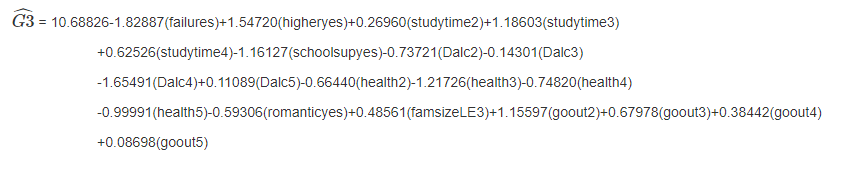 Ĝ3 = 10.68826-1.82887(failures)+1.54720(higheryes)+0.26960(studytime2)+1.18603(studytime3)
+0.62526(studytime4)-1.16127(schoolsupyes)-0.73721(Dalc2)-0.14301(Dalc3)
-1.65491(Dalc4)+0.11089(Dalc5)-0.66440(health2)-1.21726(health3)-0.74820(health4)
-0.99991(health5)-0.59306(romanticyes)+0.48561(famsizeLE3)+1.15597(goout2)+0.67978(goout3)+0.38442(goout4)
+0.08698(goout5)